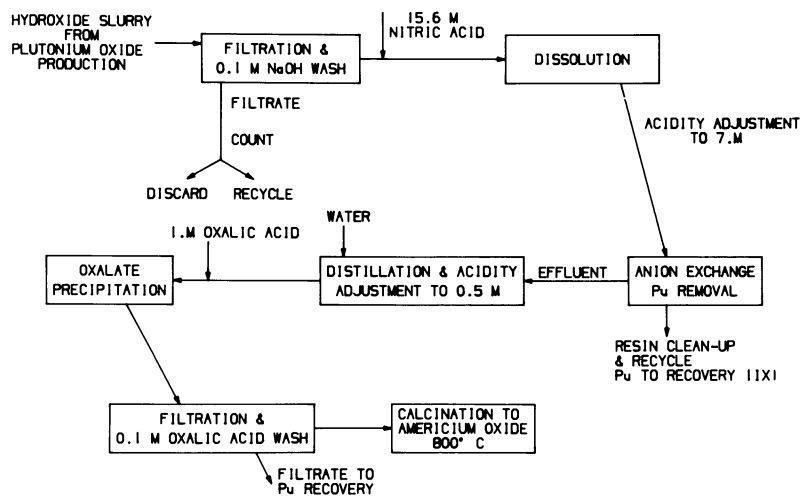 HYDROXIDE SLURRY
FROM
PLUTONIUM OXIDE
PRODUCTION
FILTRATION &
0.1 M NaOH WASH
15.6 M
NITRIC ACID
DISSOLUTION
FILTRATE
COUNT
DISCARD RECYCLE
ACIDITY ADJUSTMENT
TO 7.M
WATER
1.M OXALIC ACID
OXALATE
PRECIPITATION
DISTILLATION & ACIDITY
ADJUSTMENT TO 0.5 M
EFFLUENT
ANION EXCHANGE
Pu REMOVAL
RESIN CLEAN-UP
& RECYCLE
Pu TO RECOVERY (IX)
FILTRATION &
0.1 M OXALIC ACID WASH
CALCINATION TO
AMERICIUM OXIDE
800° C
FILTRATE TO
Pu RECOVERY